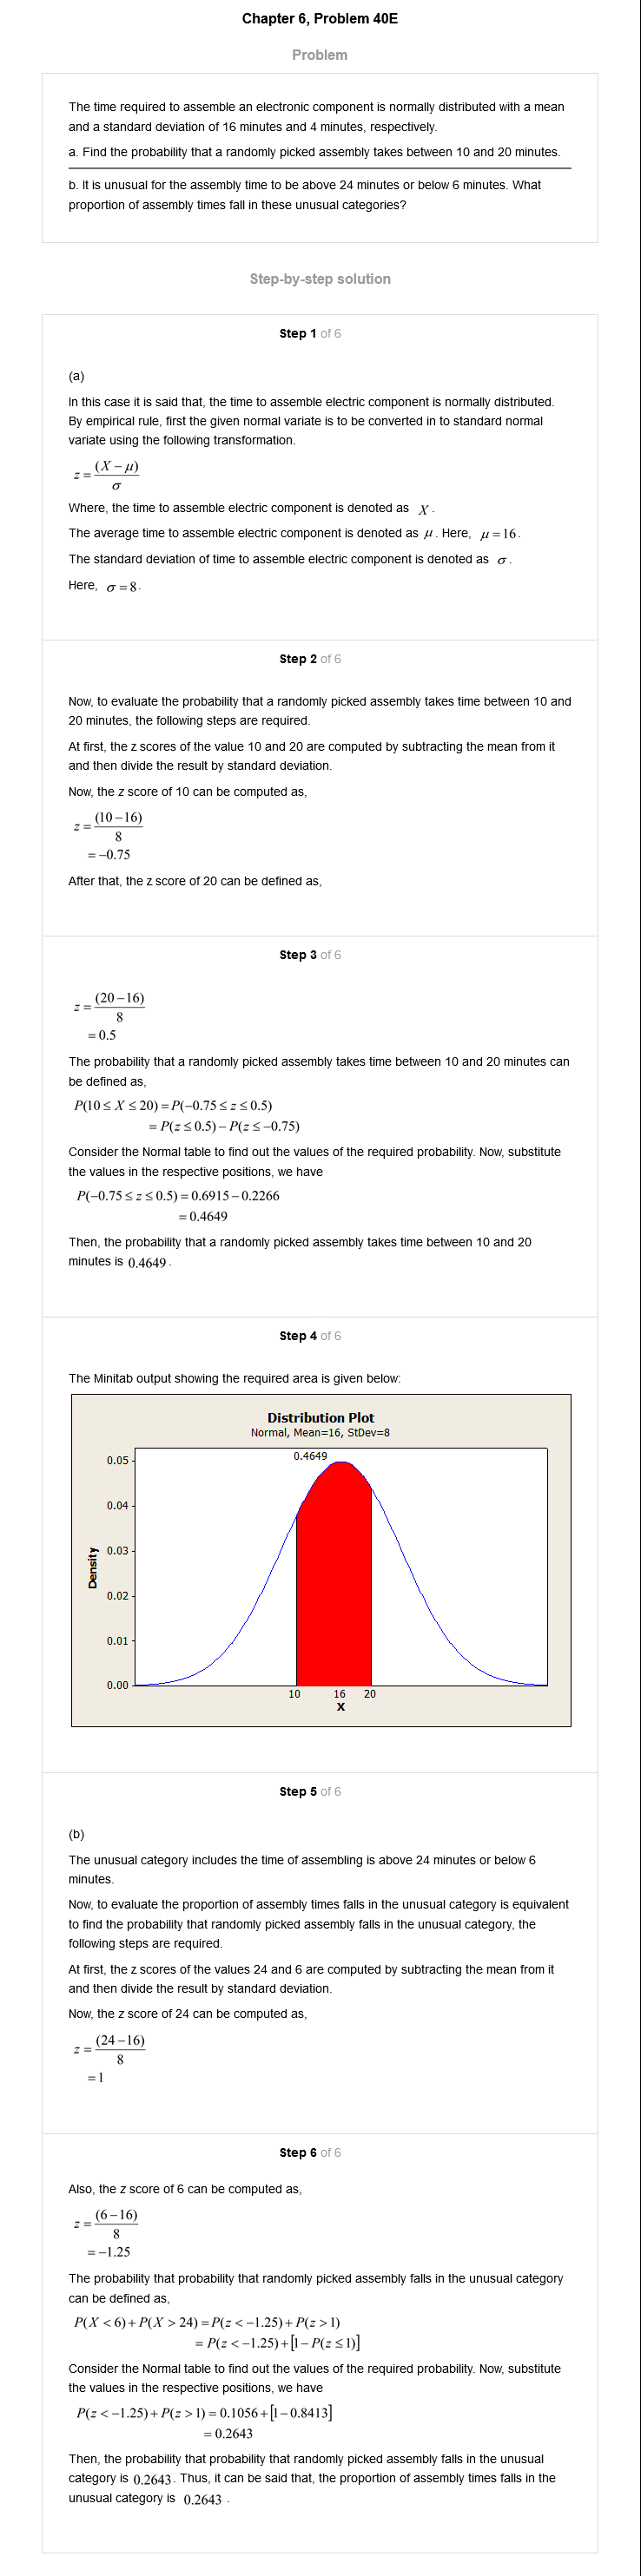 Chapter 6, Problem 40E
Problem
The time required to assemble an electronic component is normally distributed with a mean
and a standard deviation of 16 minutes and 4 minutes, respectively.
a. Find the probability that a randomly picked assembly takes between 10 and 20 minutes.
b. It is unusual for the assembly time to be above 24 minutes or below 6 minutes. What
proportion of assembly times fall in these unusual categories?
Step-by-step solution
Step 1 of 6
(a)
In this case it is said that, the time to assemble electric component is normally distributed.
By empirical rule, first the given normal variate is to be converted in to standard normal
variate using the following transformation.
z = (X − μ) / σ
Where, the time to assemble electric component is denoted as X.
The average time to assemble electric component is denoted as μ. Here, μ = 16.
The standard deviation of time to assemble electric component is denoted as σ.
Here, σ = 8.
Step 2 of 6
Now, to evaluate the probability that a randomly picked assembly takes time between 10 and
20 minutes, the following steps are required.
At first, the z scores of the value 10 and 20 are computed by subtracting the mean from it
and then divide the result by standard deviation.
Now, the z score of 10 can be computed as,
z = (10 − 16) / 8
= −0.75
After that, the z score of 20 can be defined as,
Step 3 of 6
z = (20 − 16) / 8
= 0.5
The probability that a randomly picked assembly takes time between 10 and 20 minutes can
be defined as,
P(10 ≤ X ≤ 20) = P(−0.75 ≤ z ≤ 0.5)
= P(z ≤ 0.5) − P(z ≤ −0.75)
Consider the Normal table to find out the values of the required probability. Now, substitute
the values in the respective positions, we have
P(−0.75 ≤ z ≤ 0.5) = 0.6915 − 0.2266
= 0.4649
Then, the probability that a randomly picked assembly takes time between 10 and 20
minutes is 0.4649.
Step 4 of 6
The Minitab output showing the required area is given below:
Distribution Plot
Normal, Mean=16, StDev=8
0.4649
0.05
0.04
0.03
Density
0.02
0.01
0.00
10 16 20
X
Step 5 of 6
(b)
The unusual category includes the time of assembling is above 24 minutes or below 6
minutes.
Now, to evaluate the proportion of assembly times falls in the unusual category is equivalent
to find the probability that randomly picked assembly falls in the unusual category, the
following steps are required.
At first, the z scores of the values 24 and 6 are computed by subtracting the mean from it
and then divide the result by standard deviation.
Now, the z score of 24 can be computed as,
z = (24 − 16) / 8
= 1
Step 6 of 6
Also, the z score of 6 can be computed as,
z = (6 − 16) / 8
= −1.25
The probability that probability that randomly picked assembly falls in the unusual category
can be defined as,
P(X < 6) + P(X > 24) = P(z < −1.25) + P(z > 1)
= P(z < −1.25) + [1 − P(z ≤ 1)]
Consider the Normal table to find out the values of the required probability. Now, substitute
the values in the respective positions, we have
P(z < −1.25) + P(z > 1) = 0.1056 + [1 − 0.8413]
= 0.2643
Then, the probability that probability that randomly picked assembly falls in the unusual
category is 0.2643. Thus, it can be said that, the proportion of assembly times falls in the
unusual category is 0.2643 .